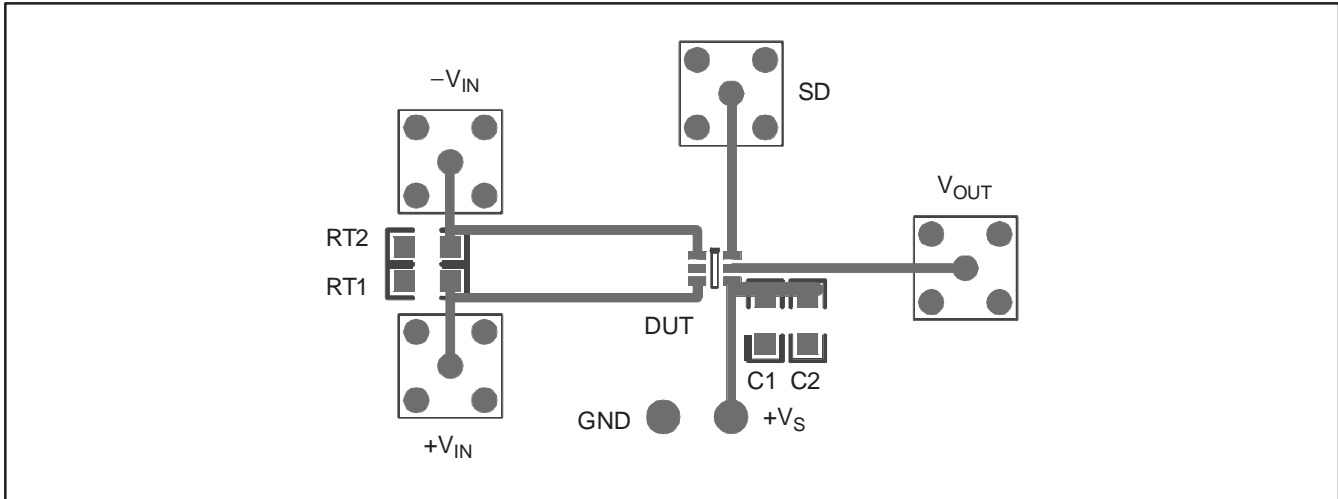 −V_IN
SD
V_OUT
RT2
RT1
DUT
C1 C2
GND
+V_S
+V_IN